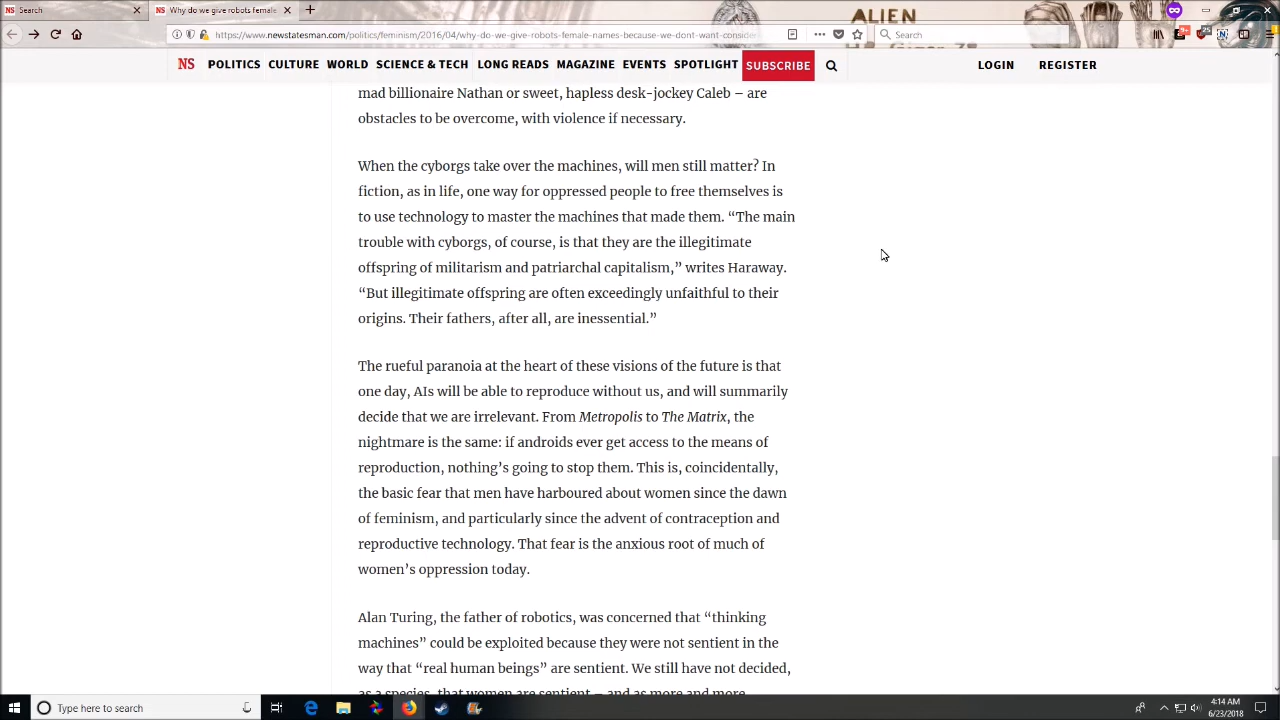 Search
Why do we give robots female
ALIEN
https://www.newstatesman.com/politics/feminism/2016/04/why-do-we-give-robots-female-names-because-we-dont-want-consider
Search
NS POLITICS CULTURE WORLD SCIENCE & TECH LONG READS MAGAZINE EVENTS SPOTLIGHT SUBSCRIBE LOGIN REGISTER
mad billionaire Nathan or sweet, hapless desk-jockey Caleb – are
obstacles to be overcome, with violence if necessary.
When the cyborgs take over the machines, will men still matter? In
fiction, as in life, one way for oppressed people to free themselves is
to use technology to master the machines that made them. “The main
trouble with cyborgs, of course, is that they are the illegitimate
offspring of militarism and patriarchal capitalism,” writes Haraway.
“But illegitimate offspring are often exceedingly unfaithful to their
origins. Their fathers, after all, are inessential.”
The rueful paranoia at the heart of these visions of the future is that
one day, AIs will be able to reproduce without us, and will summarily
decide that we are irrelevant. From Metropolis to The Matrix, the
nightmare is the same: if androids ever get access to the means of
reproduction, nothing’s going to stop them. This is, coincidentally,
the basic fear that men have harboured about women since the dawn
of feminism, and particularly since the advent of contraception and
reproductive technology. That fear is the anxious root of much of
women’s oppression today.
Alan Turing, the father of robotics, was concerned that “thinking
machines” could be exploited because they were not sentient in the
way that “real human beings” are sentient. We still have not decided,
as a species, that women are sentient – and as more and more
Type here to search
4:14 AM
6/23/2018